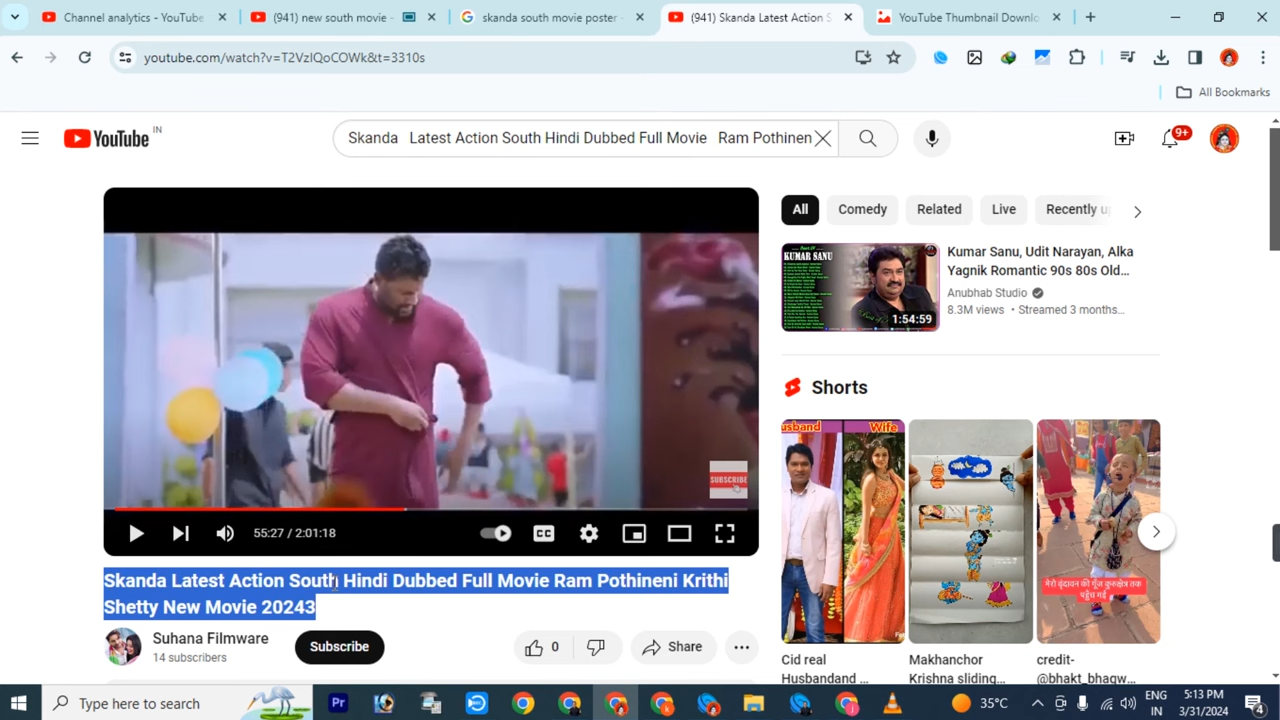 Channel analytics - YouTube
(941) new south movie -
skanda south movie poster -
(941) Skanda Latest Action S
YouTube Thumbnail Downlo
youtube.com/watch?v=T2VzlQoCOWk&t=3310s
All Bookmarks
YouTube IN
Skanda Latest Action South Hindi Dubbed Full Movie Ram Pothinen
9+
All
Comedy
Related
Live
Recently u
KUMAR SANU
1:54:59
Kumar Sanu, Udit Narayan, Alka
Yagnik Romantic 90s 80s Old...
Anubhab Studio
8.3M views • Streamed 3 months...
Shorts
usband
Wife
मेरो वृंदावन की गूँज कुरुक्षेत्र तक
पहुँच गई
SUBSCRIBE
55:27 / 2:01:18
Skanda Latest Action South Hindi Dubbed Full Movie Ram Pothineni Krithi
Shetty New Movie 20243
Suhana Filmware
14 subscribers
Subscribe
0
Share
Cid real
Husbandand ...
Makhanchor
Krishna sliding...
credit-
@bhakt_bhagw...
Type here to search
Pr
35°C
ENG
IN
5:13 PM
3/31/2024
4